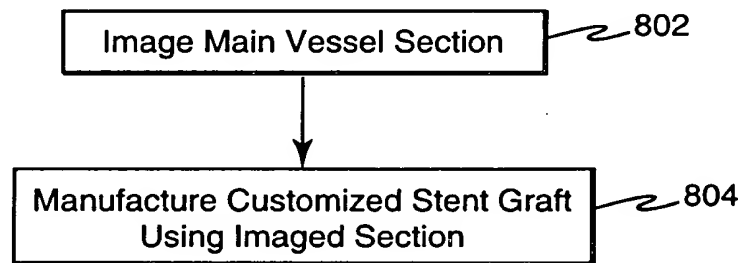 Image Main Vessel Section
802
Manufacture Customized Stent Graft
Using Imaged Section
804